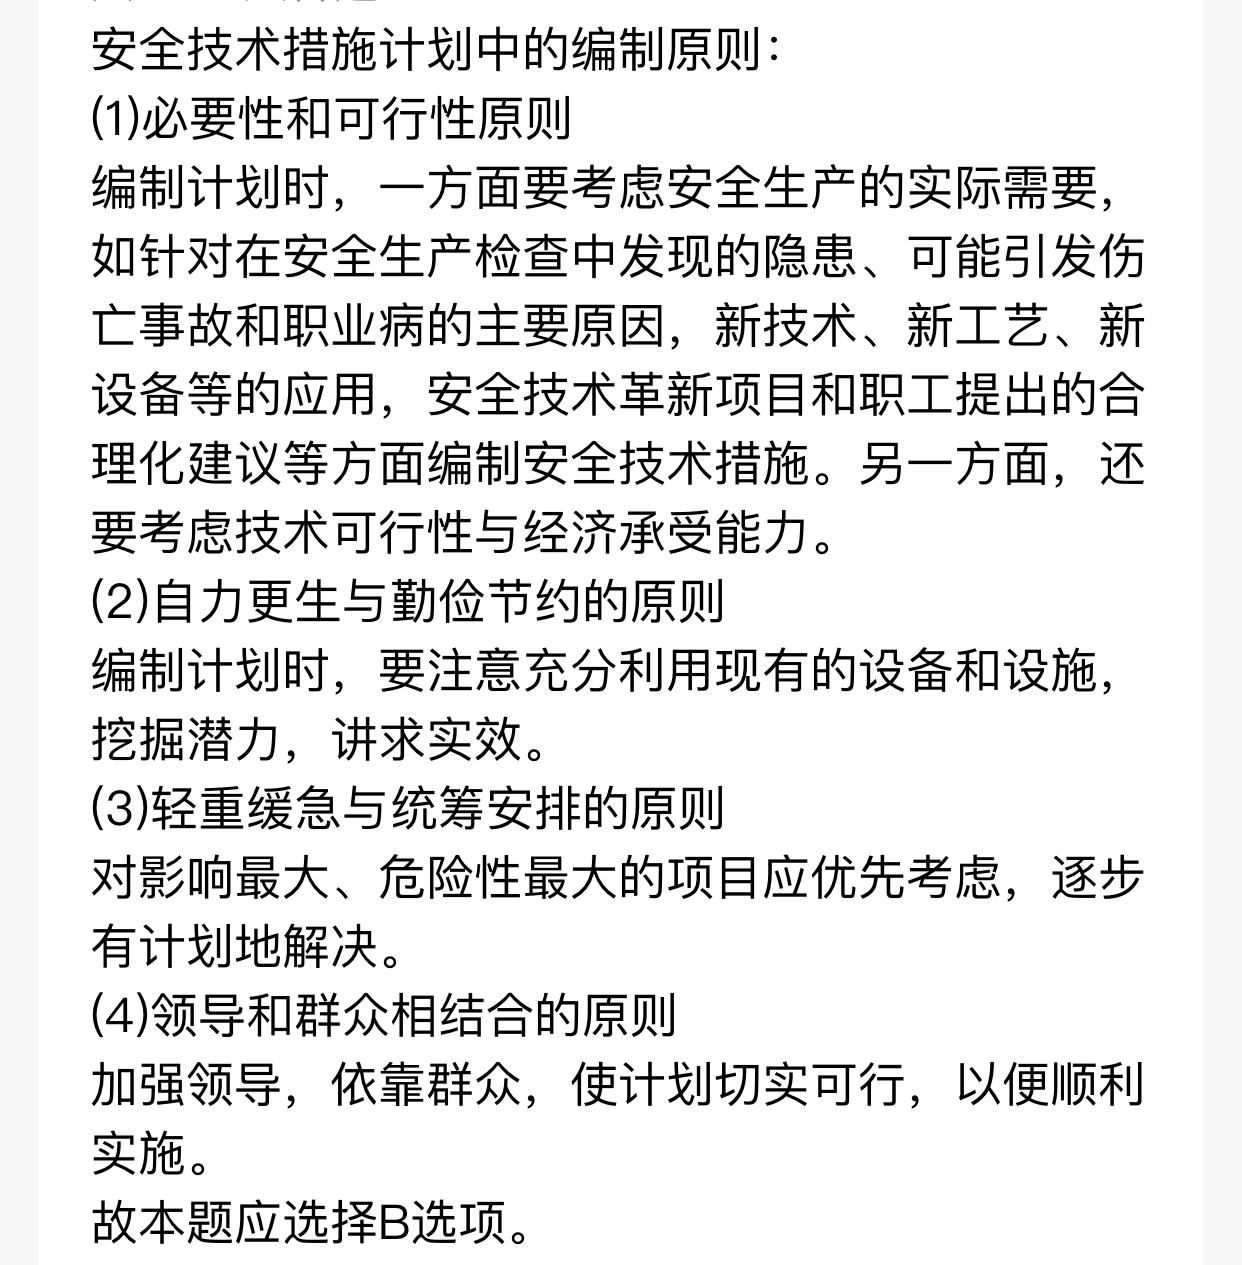 安全技术措施计划中的编制原则：
(1)必要性和可行性原则
编制计划时，一方面要考虑安全生产的实际需要，
如针对在安全生产检查中发现的隐患、可能引发伤
亡事故和职业病的主要原因，新技术、新工艺、新
设备等的应用，安全技术革新项目和职工提出的合
理化建议等方面编制安全技术措施。另一方面，还
要考虑技术可行性与经济承受能力。
(2)自力更生与勤俭节约的原则
编制计划时，要注意充分利用现有的设备和设施，
挖掘潜力，讲求实效。
(3)轻重缓急与统筹安排的原则
对影响最大、危险性最大的项目应优先考虑，逐步
有计划地解决。
(4)领导和群众相结合的原则
加强领导，依靠群众，使计划切实可行，以便顺利
实施。
故本题应选择B选项。